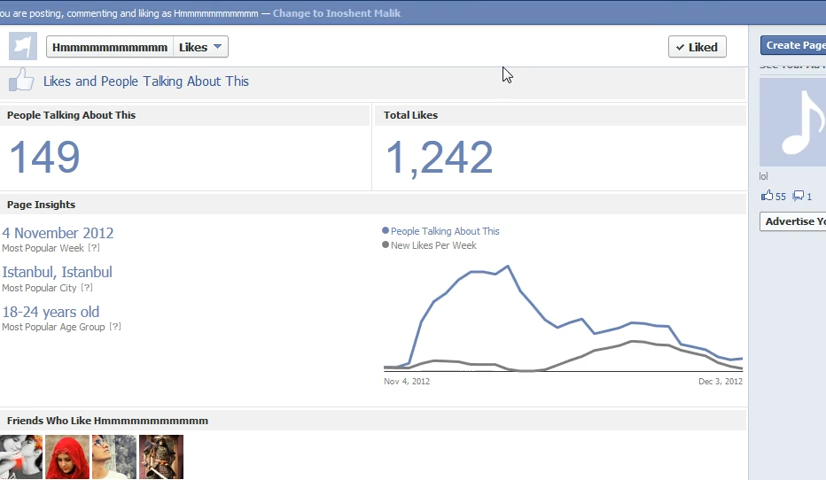 ou are posting, commenting and liking as Hmmmmmmmmmmm — Change to Inoshent Malik
Hmmmmmmmmmmm Likes
Liked
Create Page
Likes and People Talking About This
People Talking About This
Total Likes
149
1,242
lol
55 1
Page Insights
Advertise Yo
4 November 2012
Most Popular Week [?]
People Talking About This
New Likes Per Week
Istanbul, Istanbul
Most Popular City [?]
18-24 years old
Most Popular Age Group [?]
Nov 4, 2012
Dec 3, 2012
Friends Who Like Hmmmmmmmmmmm